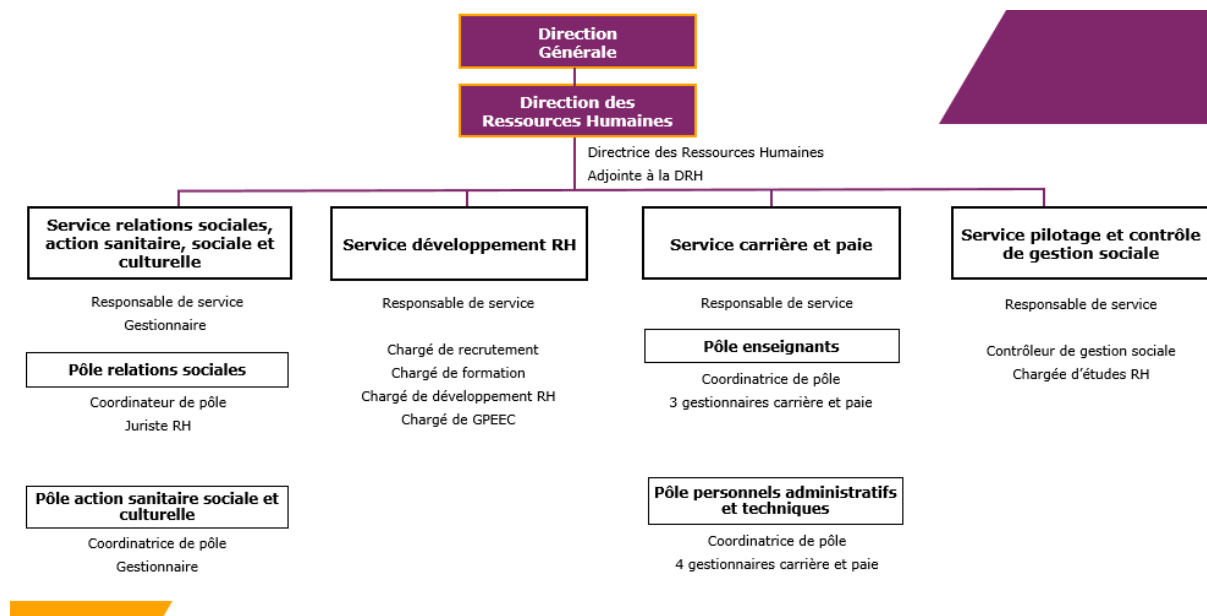 Direction
Générale
Direction des
Ressources Humaines
Directrice des Ressources Humaines
Adjointe à la DRH
Service relations sociales,
action sanitaire, sociale et
culturelle
Responsable de service
Gestionnaire
Pôle relations sociales
Coordinateur de pôle
Juriste RH
Pôle action sanitaire sociale et
culturelle
Coordinatrice de pôle
Gestionnaire
Service développement RH
Responsable de service
Chargé de recrutement
Chargé de formation
Chargé de développement RH
Chargé de GPEEC
Service carrière et paie
Responsable de service
Pôle enseignants
Coordinatrice de pôle
3 gestionnaires carrière et paie
Pôle personnels administratifs
et techniques
Coordinatrice de pôle
4 gestionnaires carrière et paie
Service pilotage et contrôle
de gestion sociale
Responsable de service
Contrôleur de gestion sociale
Chargée d'études RH